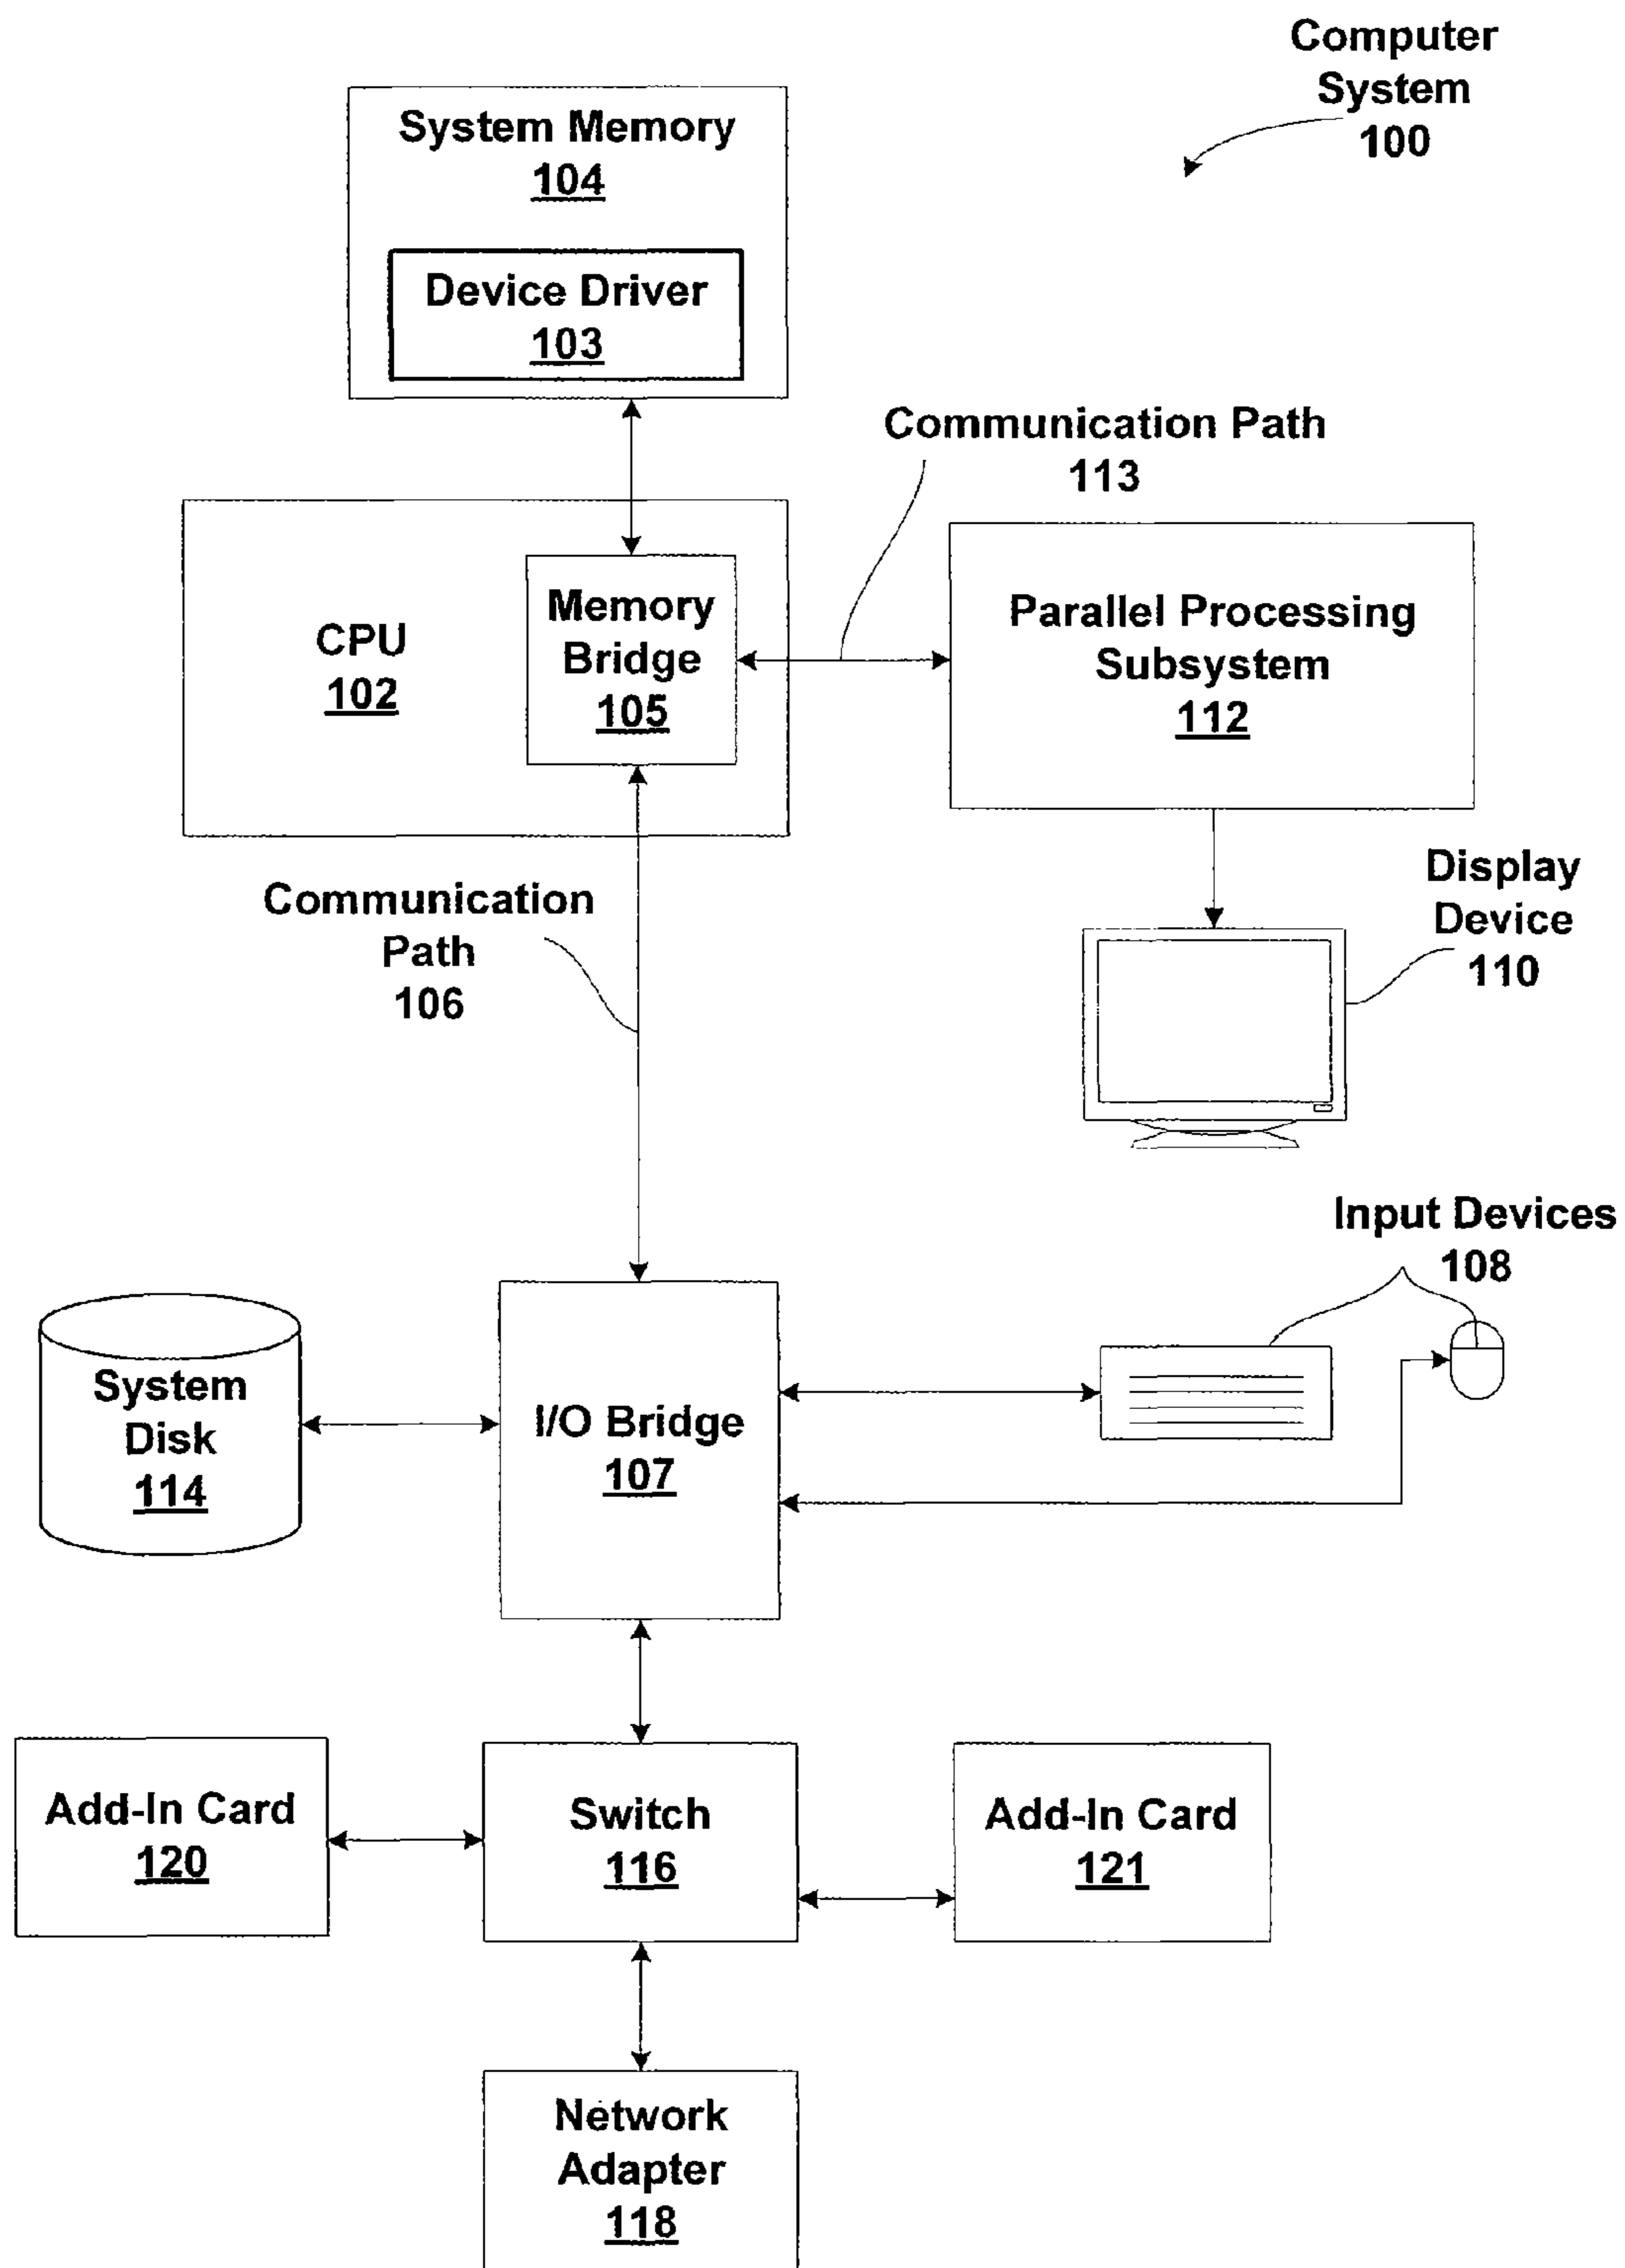 Computer
System
100
System Memory
104
Device Driver
103
Communication Path
113
CPU
102
Memory
Bridge
105
Parallel Processing
Subsystem
112
Communication
Path
106
Display
Device
110
Input Devices
108
System
Disk
114
I/O Bridge
107
Add-In Card
120
Switch
116
Add-In Card
121
Network
Adapter
118